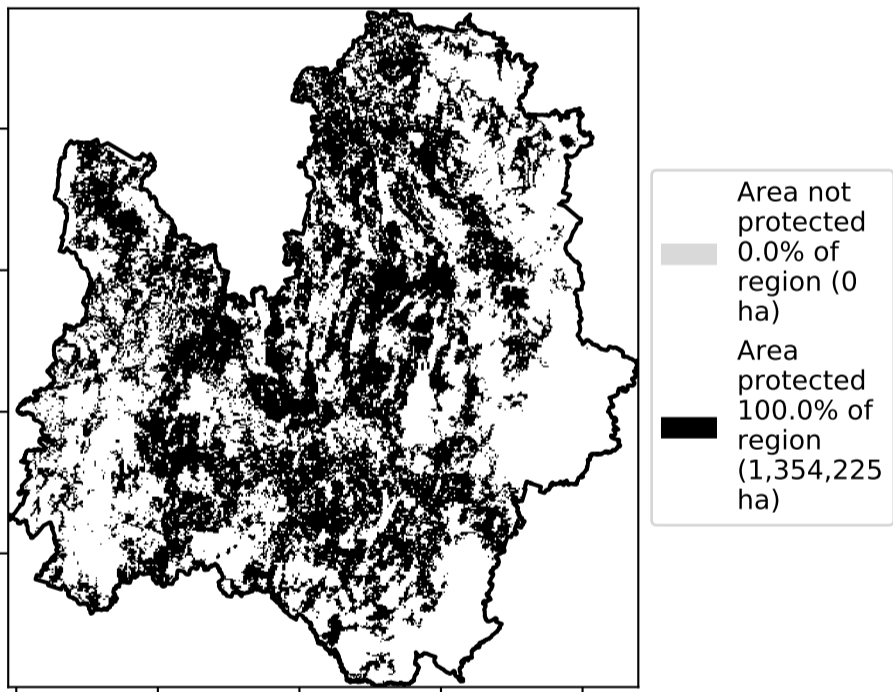 Area not
protected
0.0% of
region (0
ha)
Area
protected
100.0% of
region
(1,354,225
ha)